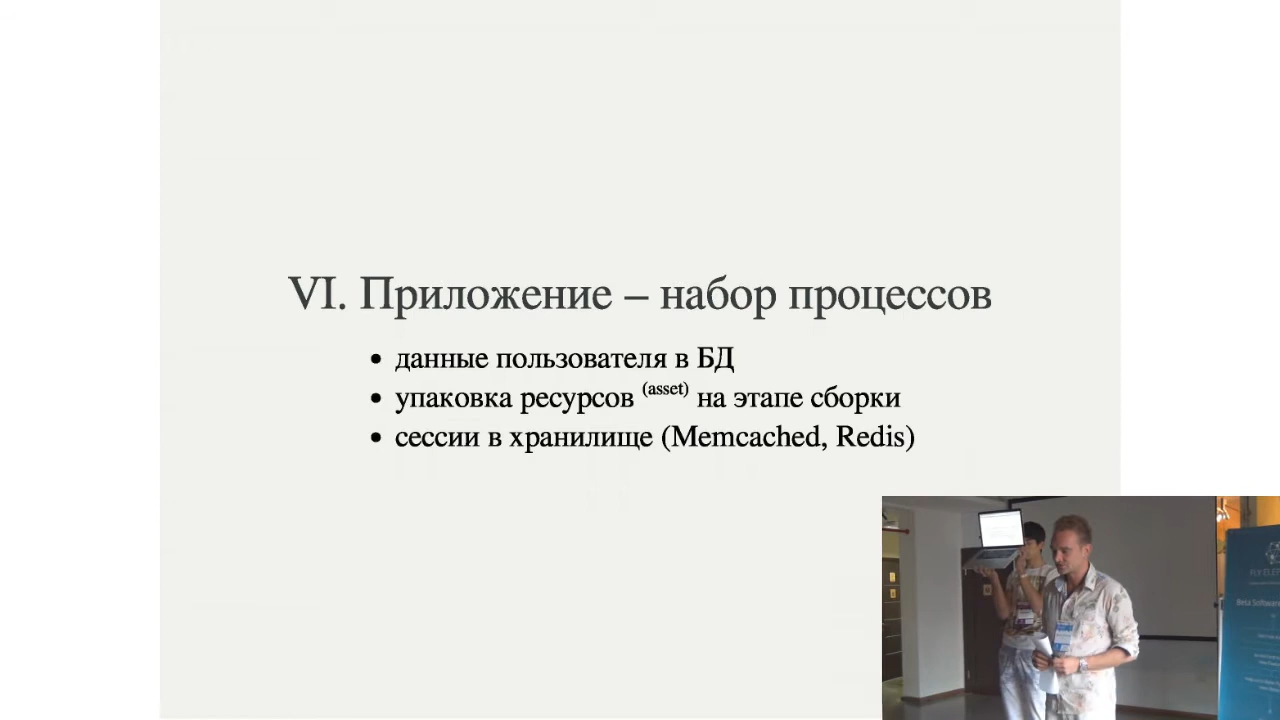 VI. Приложение – набор процессов
• данные пользователя в БД
• упаковка ресурсов (asset) на этапе сборки
• сессии в хранилище (Memcached, Redis)